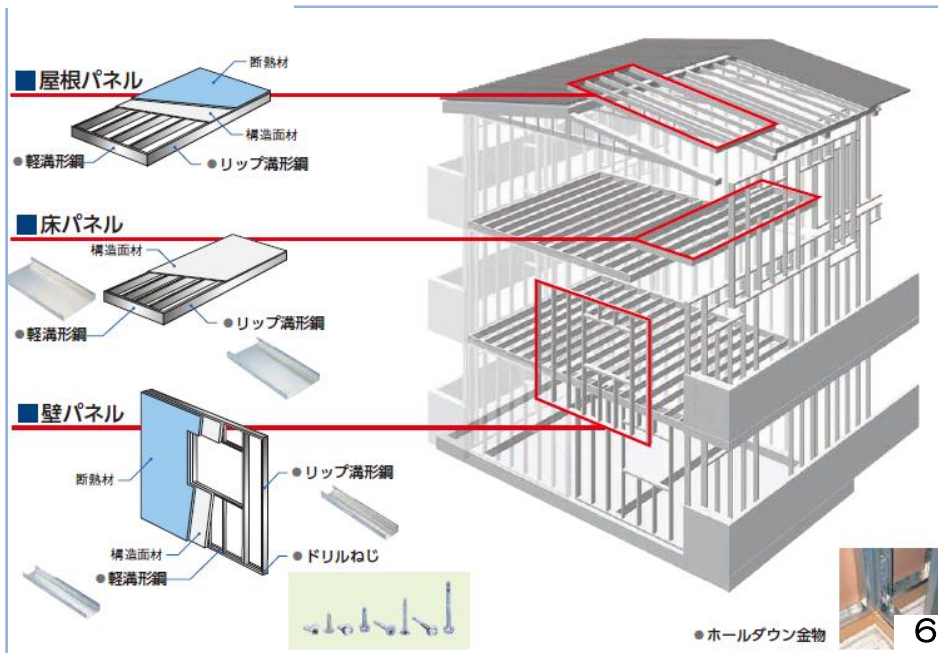 ■屋根パネル
断熱材
構造面材
●軽溝形鋼
●リップ溝形鋼
■床パネル
構造面材
●軽溝形鋼
●リップ溝形鋼
■壁パネル
断熱材
●リップ溝形鋼
構造面材
●軽溝形鋼
●ドリルねじ
●ホールダウン金物
6